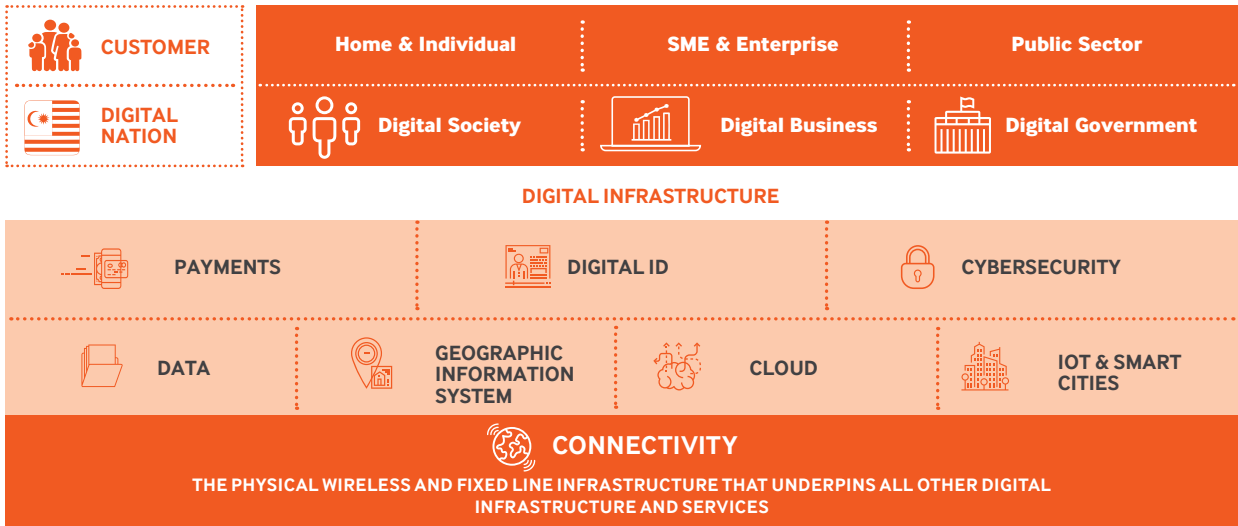 CUSTOMER
Home & Individual
SME & Enterprise
Public Sector
DIGITAL
NATION
Digital Society
Digital Business
Digital Government
DIGITAL INFRASTRUCTURE
PAYMENTS
DIGITAL ID
CYBERSECURITY
DATA
GEOGRAPHIC
INFORMATION
SYSTEM
CLOUD
IOT & SMART
CITIES
CONNECTIVITY
THE PHYSICAL WIRELESS AND FIXED LINE INFRASTRUCTURE THAT UNDERPINS ALL OTHER DIGITAL
INFRASTRUCTURE AND SERVICES